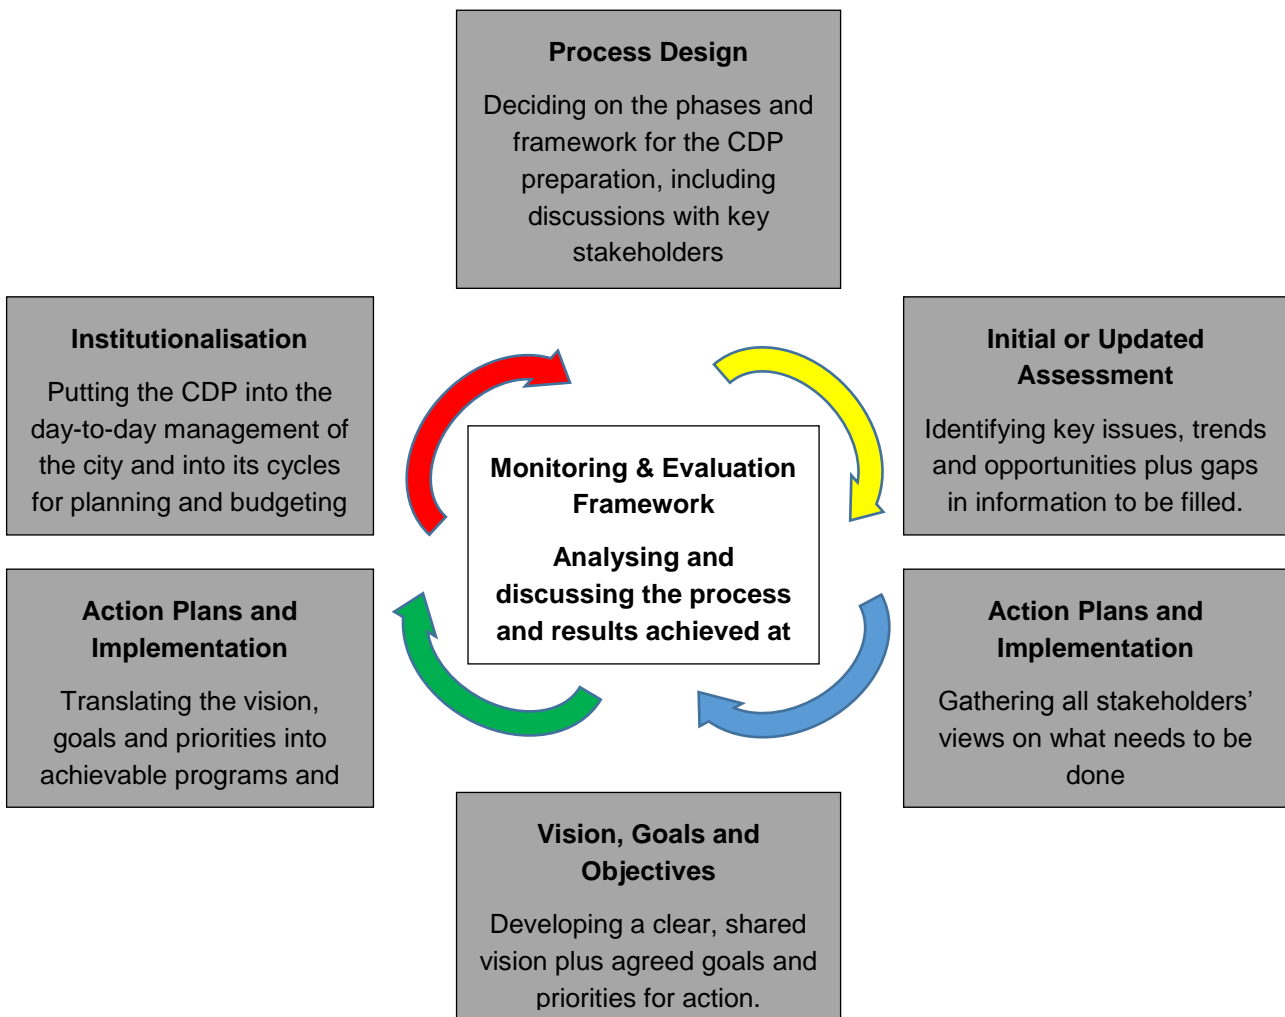 Process Design
Deciding on the phases and
framework for the CDP
preparation, including
discussions with key
stakeholders
Institutionalisation
Putting the CDP into the
day-to-day management of
the city and into its cycles
for planning and budgeting
Initial or Updated
Assessment
Identifying key issues, trends
and opportunities plus gaps
in information to be filled.
Monitoring & Evaluation
Framework
Analysing and
discussing the process
and results achieved at
Action Plans and
Implementation
Translating the vision,
goals and priorities into
achievable programs and
Action Plans and
Implementation
Gathering all stakeholders’
views on what needs to be
done
Vision, Goals and
Objectives
Developing a clear, shared
vision plus agreed goals and
priorities for action.